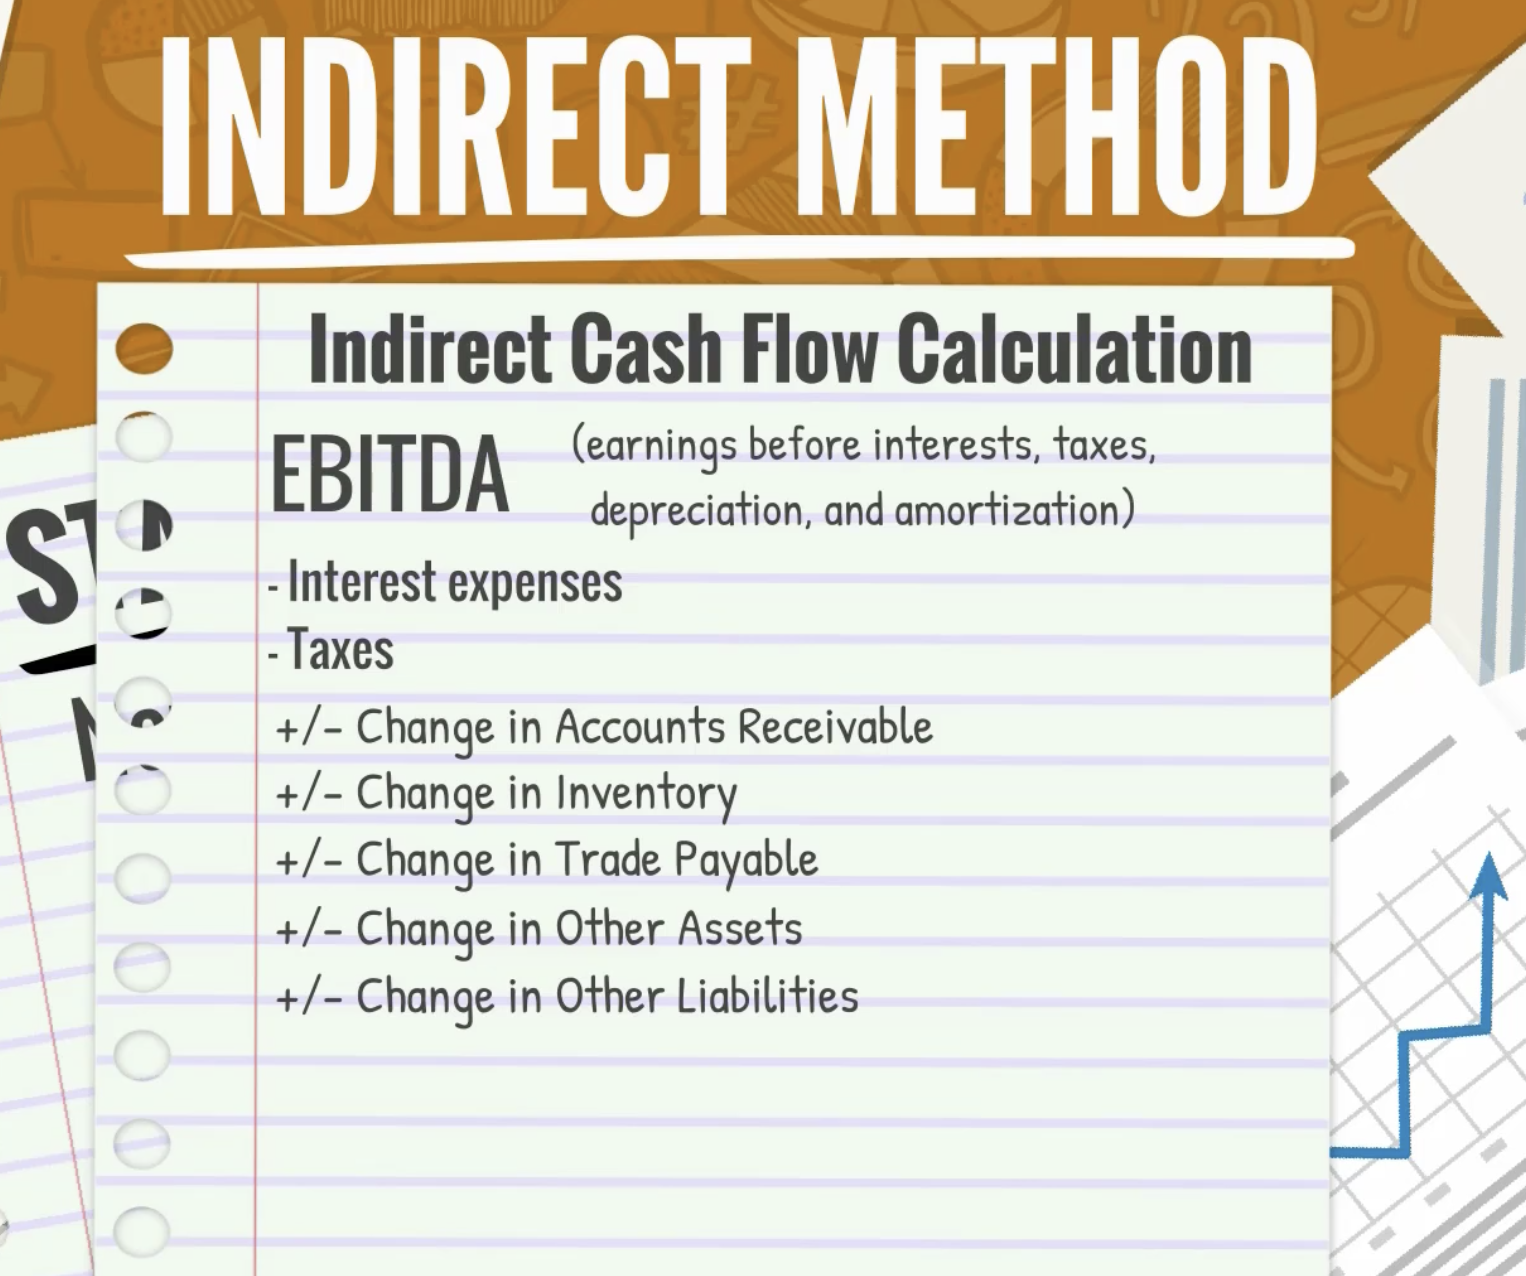 INDIRECT METHOD
Indirect Cash Flow Calculation
EBITDA (earnings before interests, taxes,
depreciation, and amortization)
- Interest expenses
- Taxes
+/- Change in Accounts Receivable
+/- Change in Inventory
+/- Change in Trade Payable
+/- Change in Other Assets
+/- Change in Other Liabilities